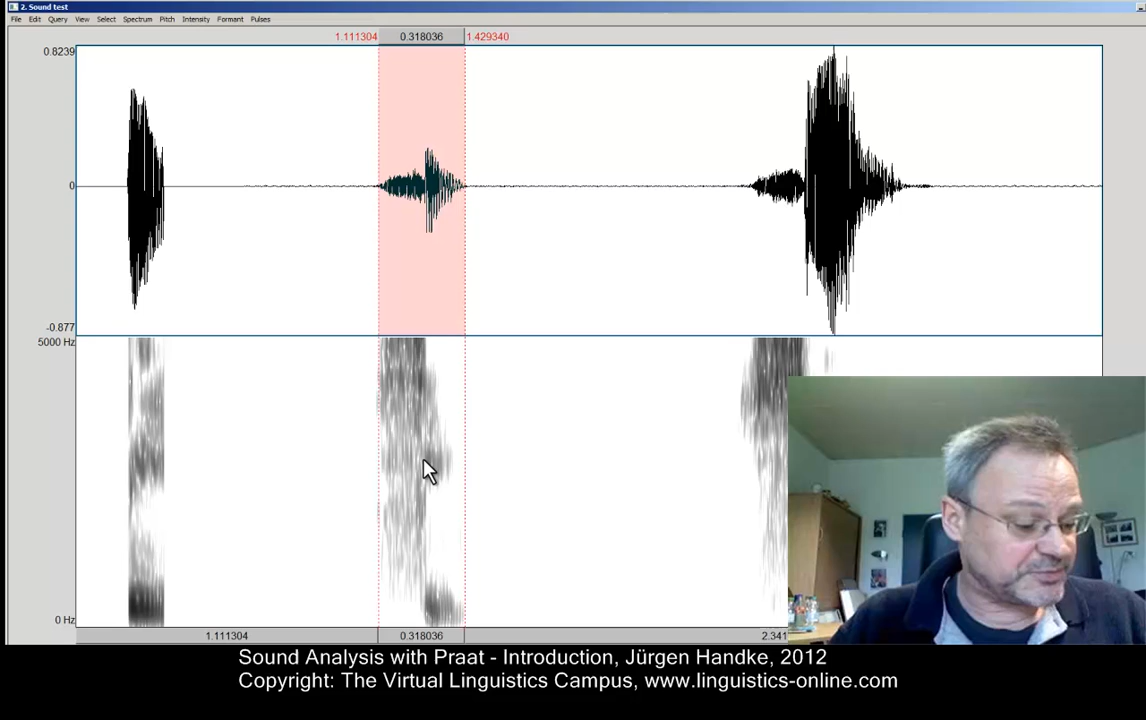 2. Sound test
File Edit Query View Select Spectrum Pitch Intensity Formant Pulses
1.111304 0.318036 1.429340
0.8239
0
-0.877
5000 Hz
0 Hz
1.111304 0.318036 2.341
Sound Analysis with Praat - Introduction, Jürgen Handke, 2012
Copyright: The Virtual Linguistics Campus, www.linguistics-online.com